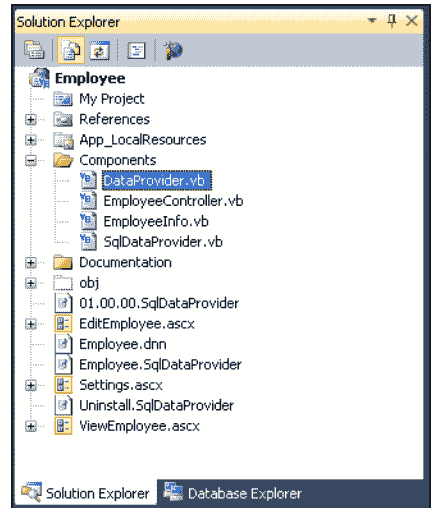 Solution Explorer
Employee
My Project
References
App_LocalResources
Components
DataProvider.vb
EmployeeController.vb
EmployeeInfo.vb
SqlDataProvider.vb
Documentation
obj
01.00.00.SqlDataProvider
EditEmployee.ascx
Employee.dnn
Employee.SqlDataProvider
Settings.ascx
Uninstall.SqlDataProvider
ViewEmployee.ascx
Solution Explorer Database Explorer